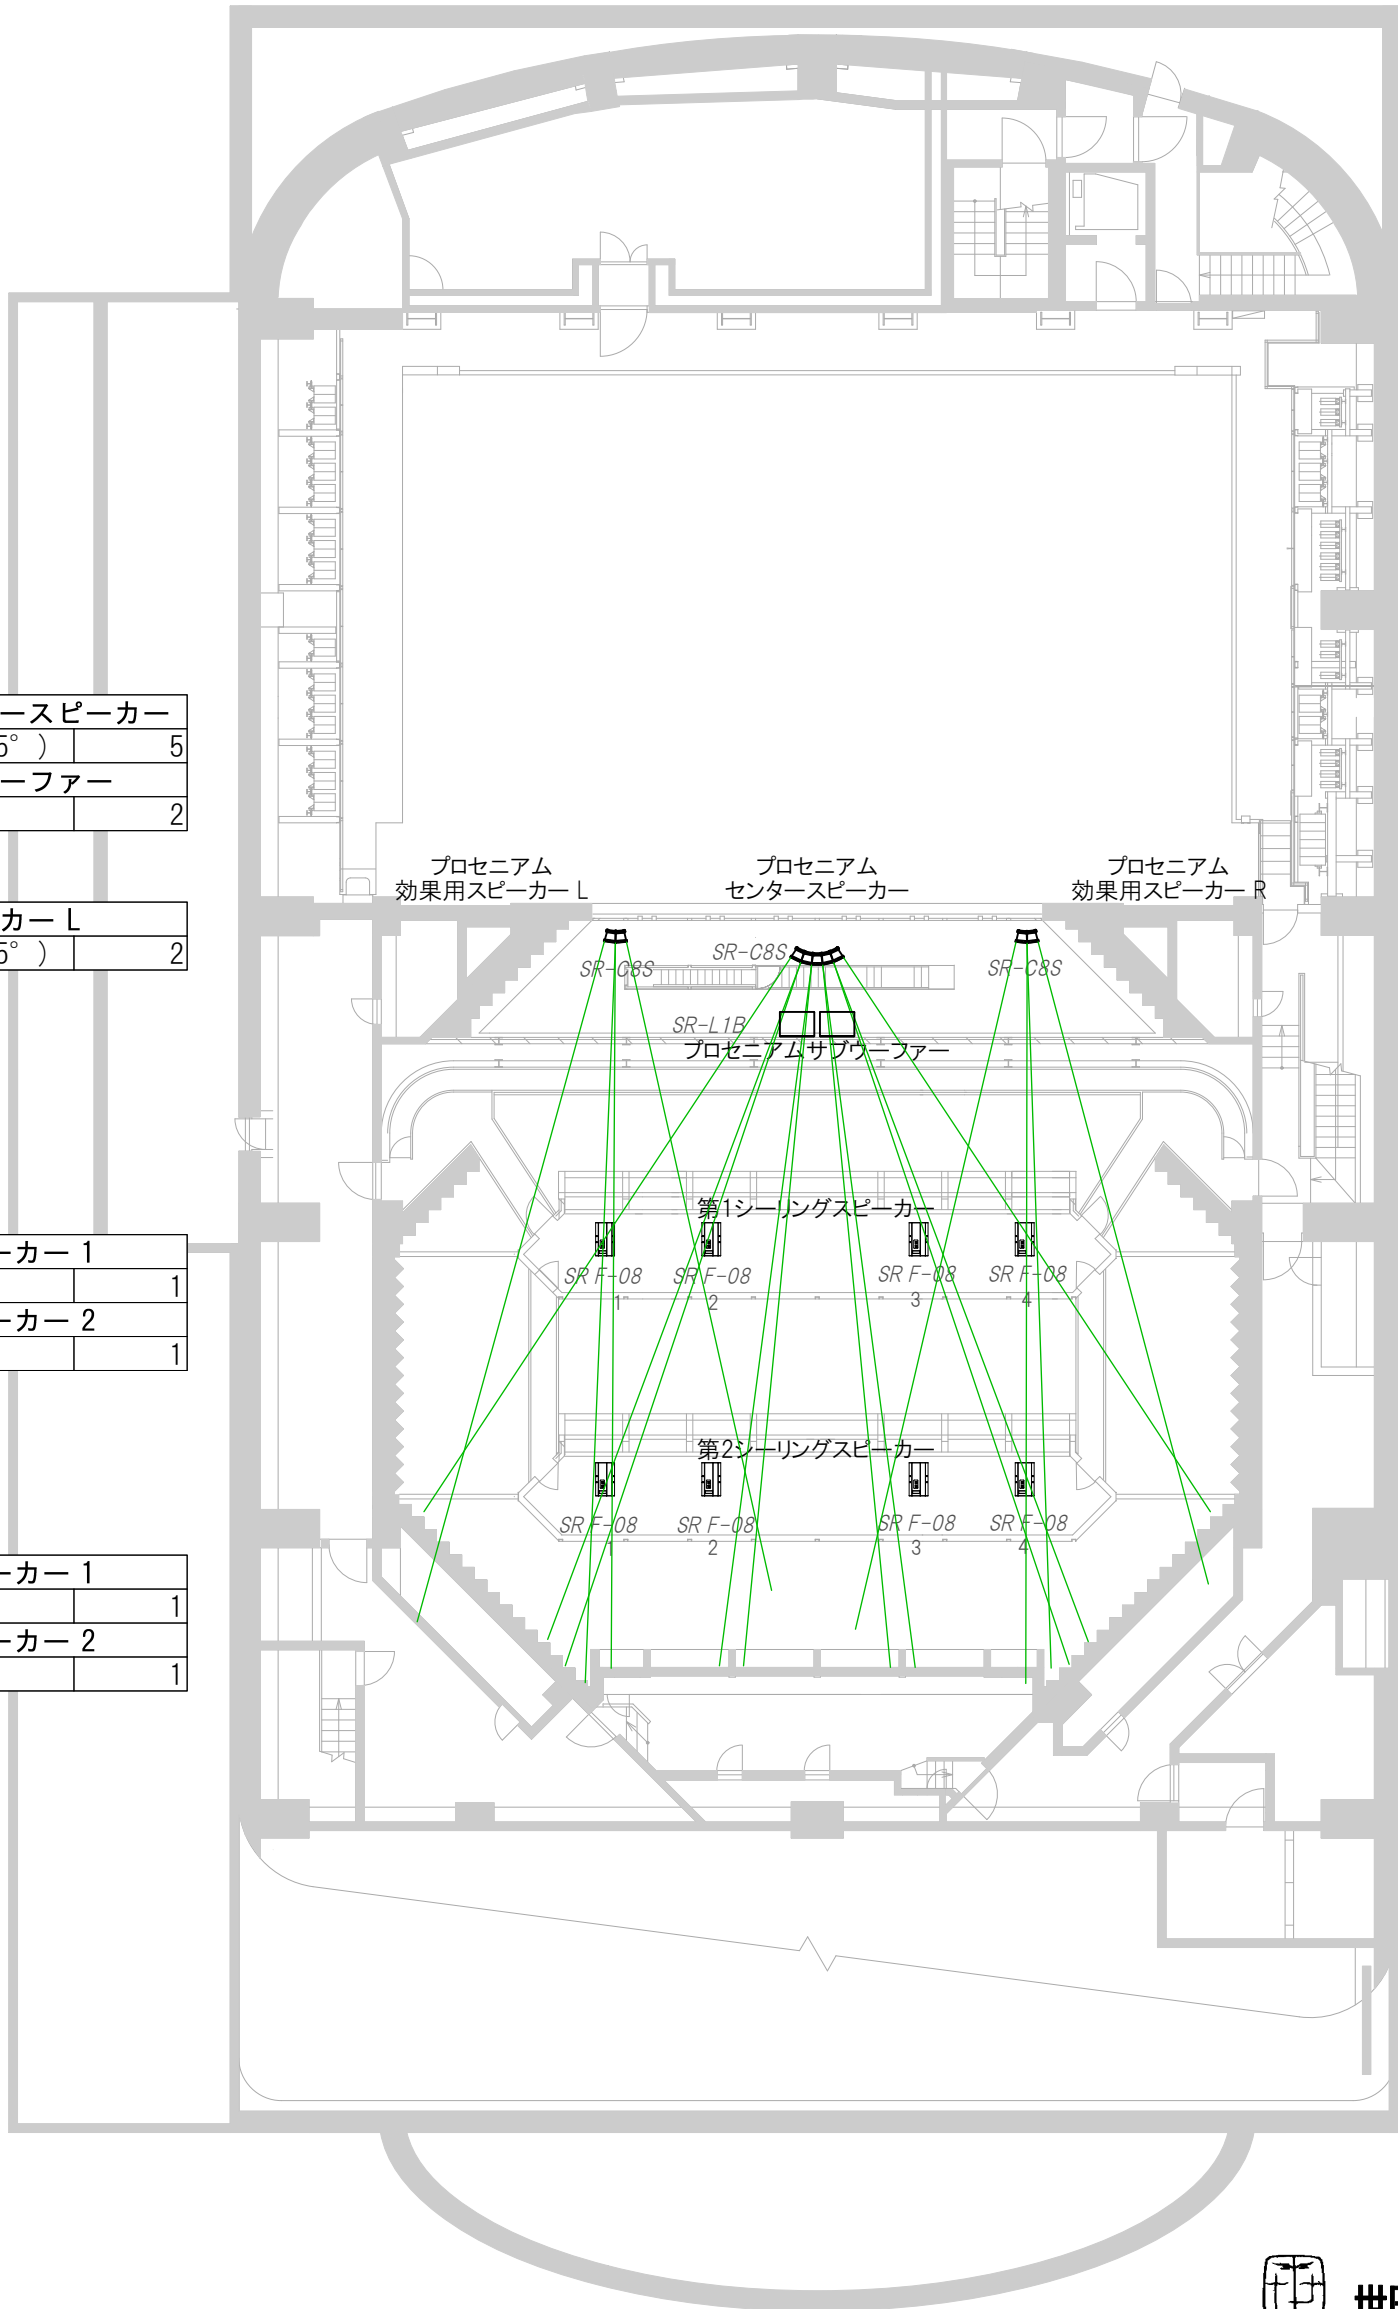 ースピーカー
5° ) 5
ーファー
2
カー L
5° ) 2
プロセニアム
効果用スピーカー L
プロセニアム
センタースピーカー
プロセニアム
効果用スピーカー R
SR-C8S
SR-C8S
SR-C8S
SR-L1B
プロセニアムサブウーファー
第1シーリングスピーカー
ーカー 1
1
ーカー 2
1
SR F-08
SR F-08
SR F-08
SR F-08
1
2
3
4
第2シーリングスピーカー
SR F-08
SR F-08
SR F-08
SR F-08
1
2
3
4
ーカー 1
1
ーカー 2
1